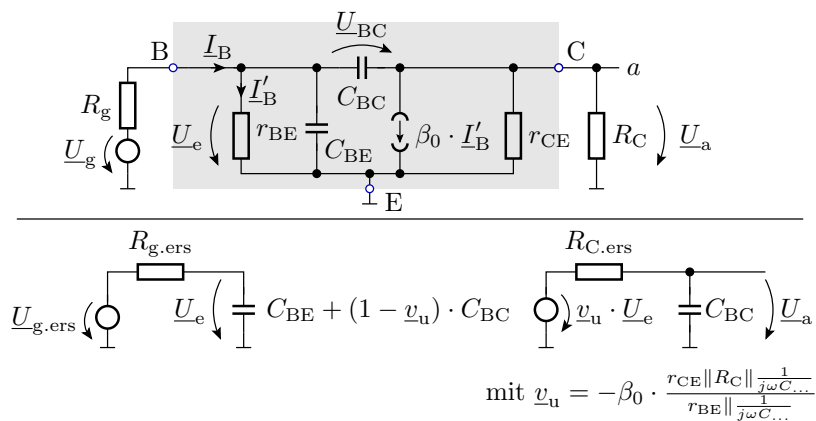 U_BC
B I_B C
a
I'_B
C_BC
R_g
U_e r_BE β_0 · I'_B r_CE R_C U_a
U_g C_BE
E
R_g.ers R_C.ers
U_g.ers U_e C_BE + (1 − v_u) · C_BC v_u · U_e C_BC U_a
mit v_u = −β_0 · (r_CE∥R_C∥ 1/(jωC...)) / (r_BE∥ 1/(jωC...))